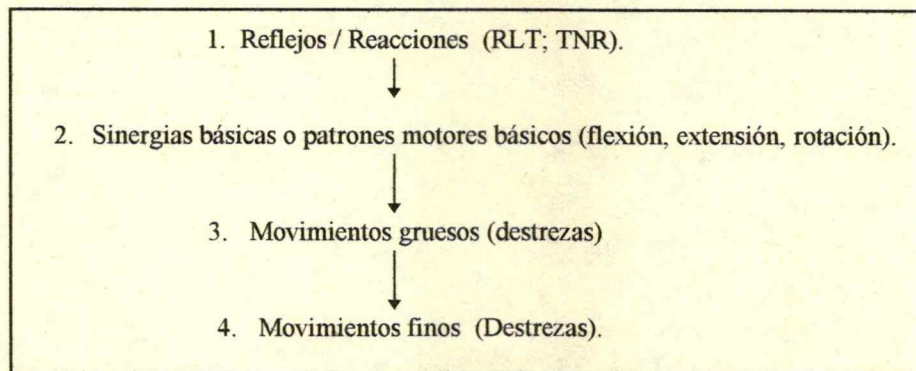 1. Reflejos / Reacciones (RLT; TNR).
2. Sinergias básicas o patrones motores básicos (flexión, extensión, rotación).
3. Movimientos gruesos (destrezas)
4. Movimientos finos (Destrezas).